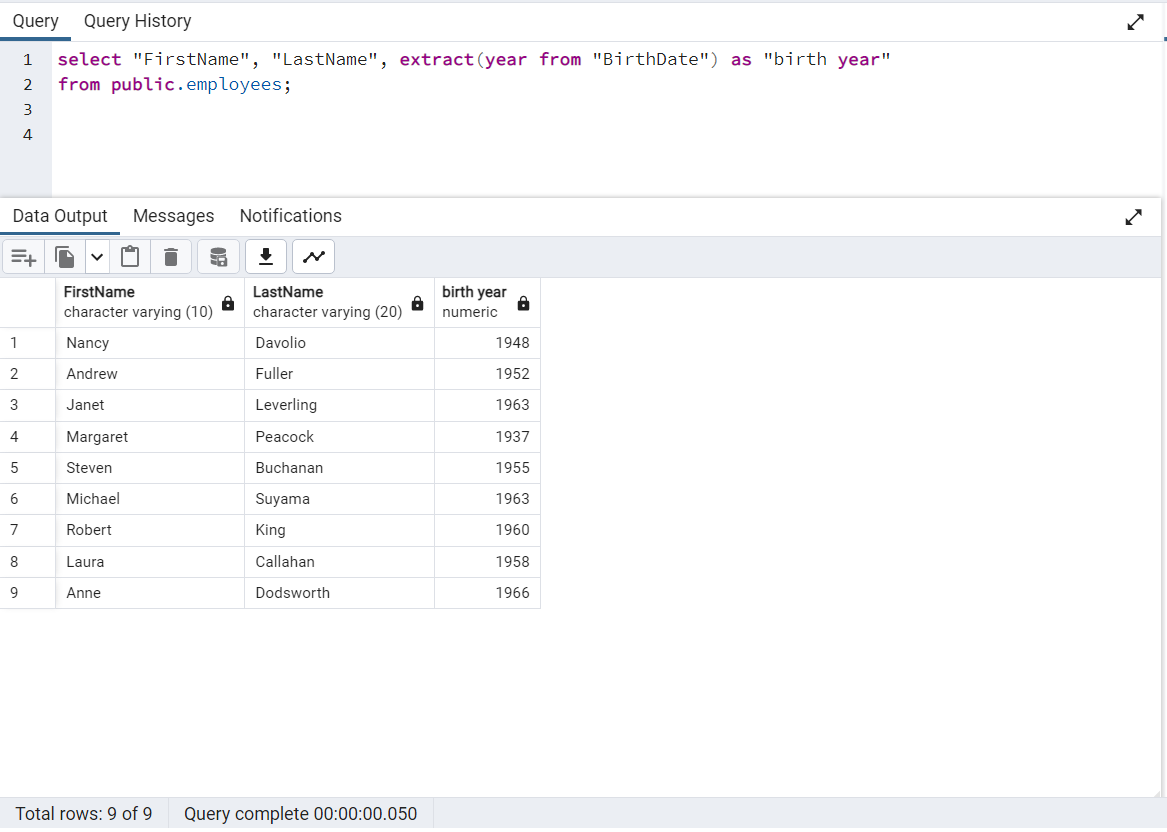 Query Query History
1 select "FirstName", "LastName", extract(year from "BirthDate") as "birth year"
2 from public.employees;
3
4
Data Output Messages Notifications
FirstName LastName birth year
character varying (10) character varying (20) numeric
1 Nancy Davolio 1948
2 Andrew Fuller 1952
3 Janet Leverling 1963
4 Margaret Peacock 1937
5 Steven Buchanan 1955
6 Michael Suyama 1963
7 Robert King 1960
8 Laura Callahan 1958
9 Anne Dodsworth 1966
Total rows: 9 of 9 Query complete 00:00:00.050